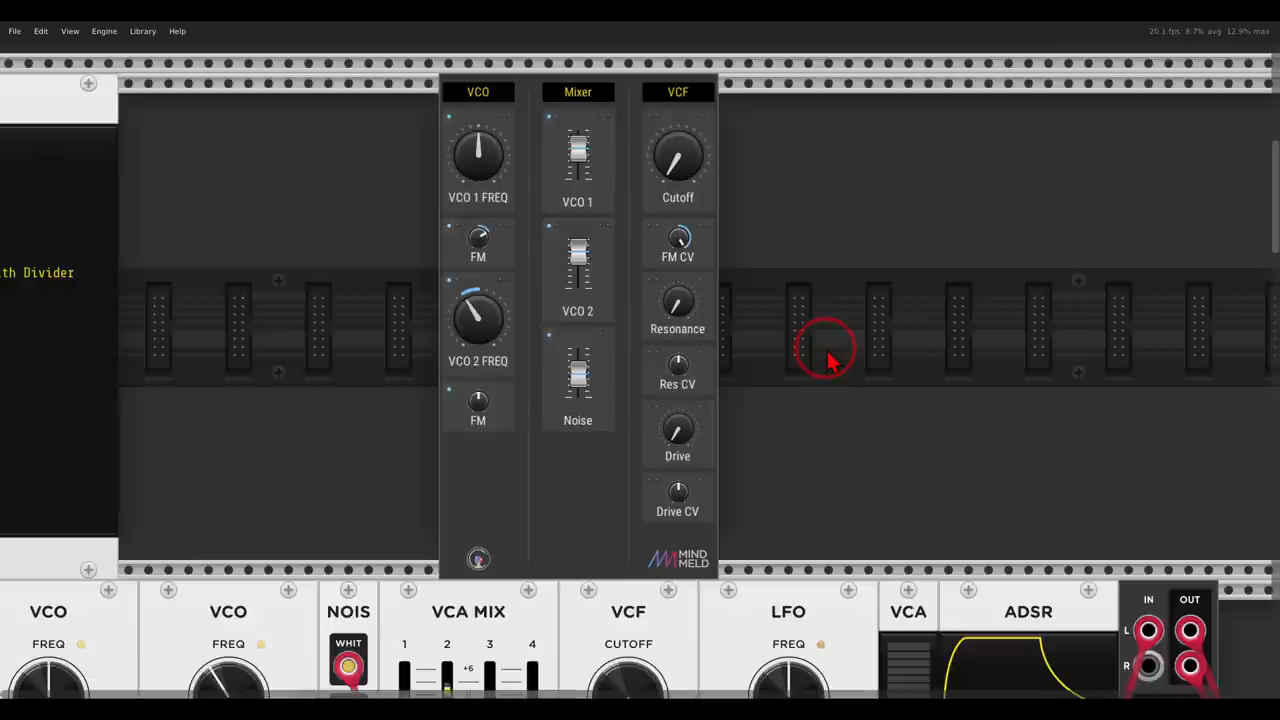 File Edit View Engine Library Help
20.1 fps 8.7% avg 12.9% max
VCO Mixer VCF
VCO 1 FREQ
VCO 1
Cutoff
FM
FM CV
VCO 2
Resonance
VCO 2 FREQ
Res CV
FM
Noise
Drive
Drive CV
MIND
MELD
th Divider
VCO
FREQ
VCO
FREQ
NOIS
WHIT
VCA MIX
1 2 3 4
+6
VCF
CUTOFF
LFO
FREQ
VCA
ADSR
IN OUT
L
R